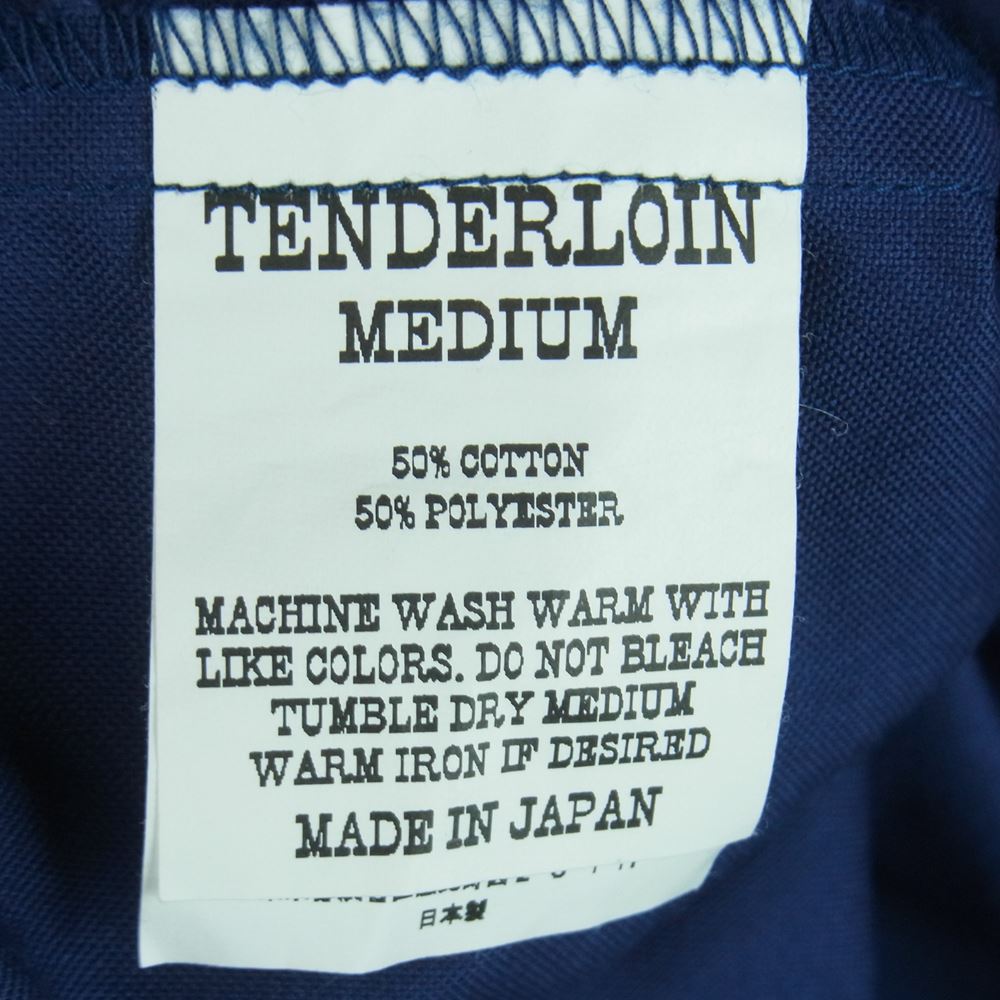 TENDERLOIN
MEDIUM
50% COTTON
50% POLYESTER
MACHINE WASH WARM WITH
LIKE COLORS. DO NOT BLEACH
TUMBLE DRY MEDIUM
WARM IRON IF DESIRED
MADE IN JAPAN
日本製